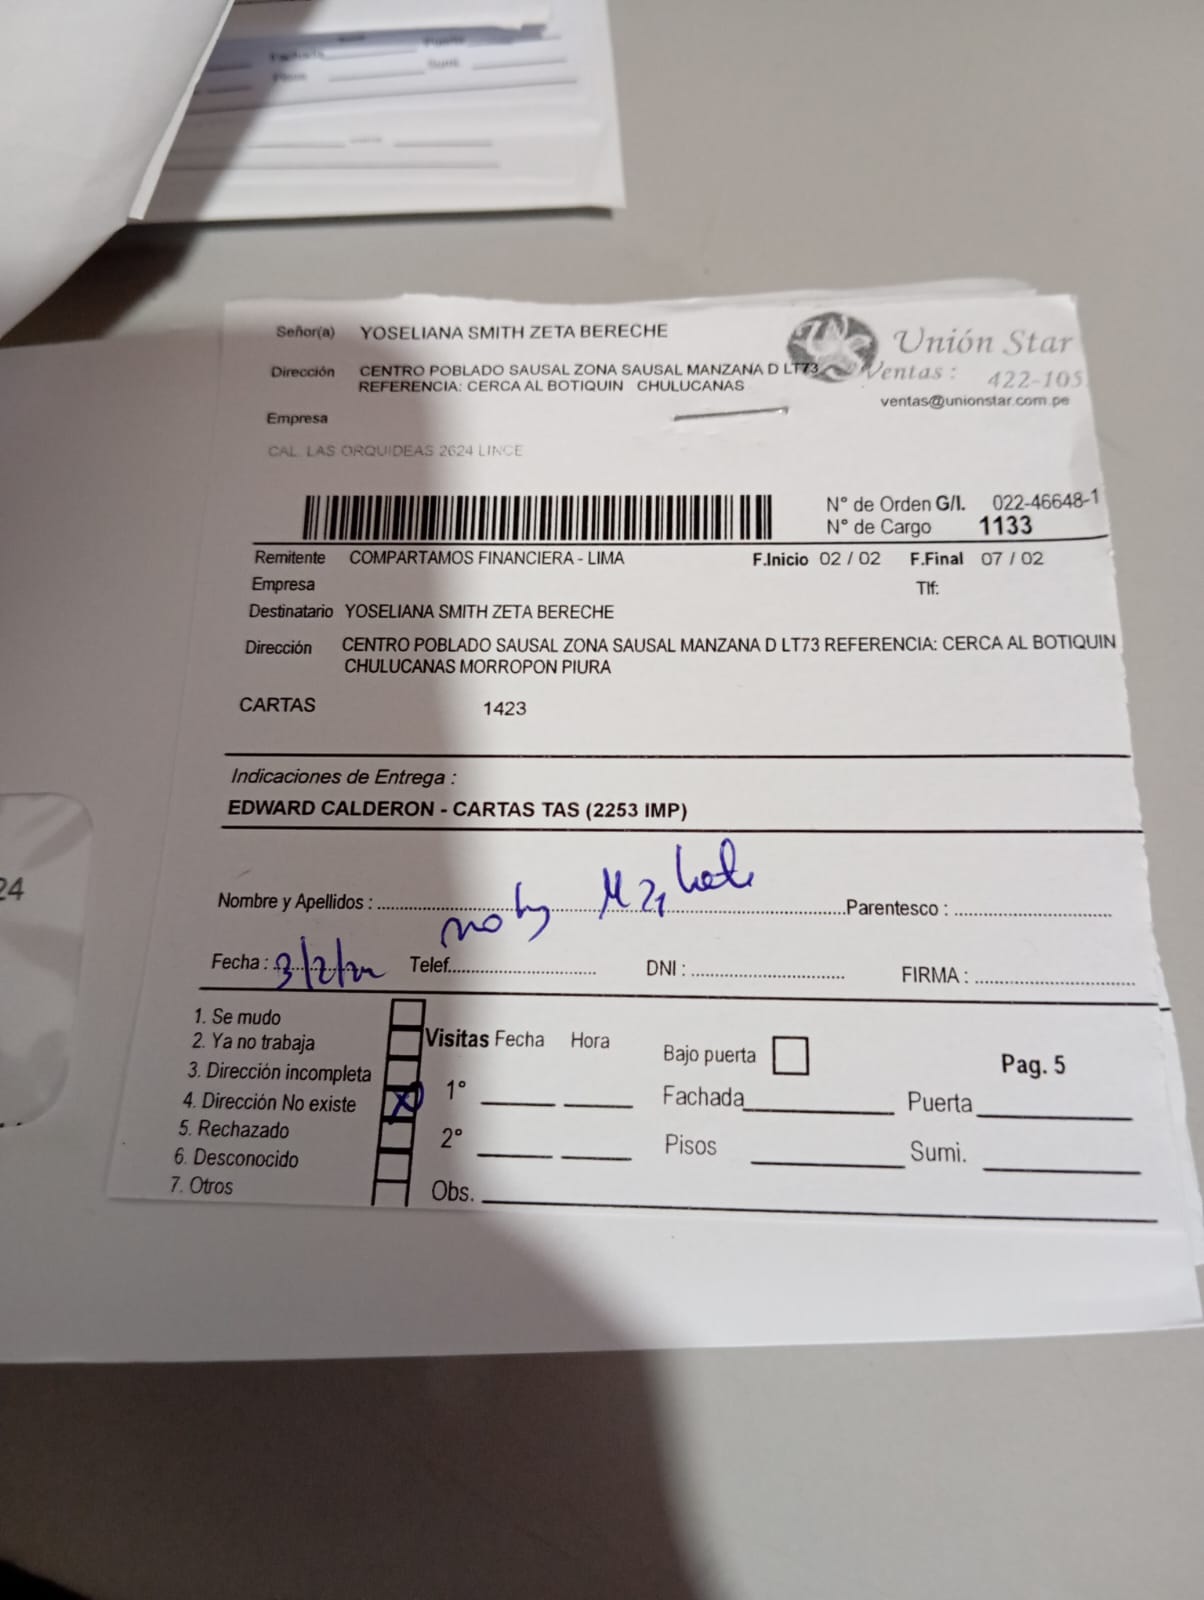 Señor(a) YOSELIANA SMITH ZETA BERECHE
Unión Star
Dirección CENTRO POBLADO SAUSAL ZONA SAUSAL MANZANA D LT73
REFERENCIA: CERCA AL BOTIQUIN CHULUCANAS
Ventas: 422-105
ventas@unionstar.com.pe
Empresa
CAL. LAS ORQUIDEAS 2624 LINCE
N° de Orden G/I. 022-46648-1
N° de Cargo 1133
Remitente COMPARTAMOS FINANCIERA - LIMA F.Inicio 02 / 02 F.Final 07 / 02
Empresa Tlf:
Destinatario YOSELIANA SMITH ZETA BERECHE
Dirección CENTRO POBLADO SAUSAL ZONA SAUSAL MANZANA D LT73 REFERENCIA: CERCA AL BOTIQUIN
CHULUCANAS MORROPON PIURA
CARTAS 1423
Indicaciones de Entrega :
EDWARD CALDERON - CARTAS TAS (2253 IMP)
24
Nombre y Apellidos : no hay Parentesco :
Fecha : 3/2/ Telef. DNI : FIRMA :
1. Se mudo
2. Ya no trabaja
3. Dirección incompleta
4. Dirección No existe X
5. Rechazado
6. Desconocido
7. Otros
Visitas Fecha Hora
1°
2°
Obs.
Bajo puerta
Fachada Puerta
Pisos Sumi.
Pag. 5